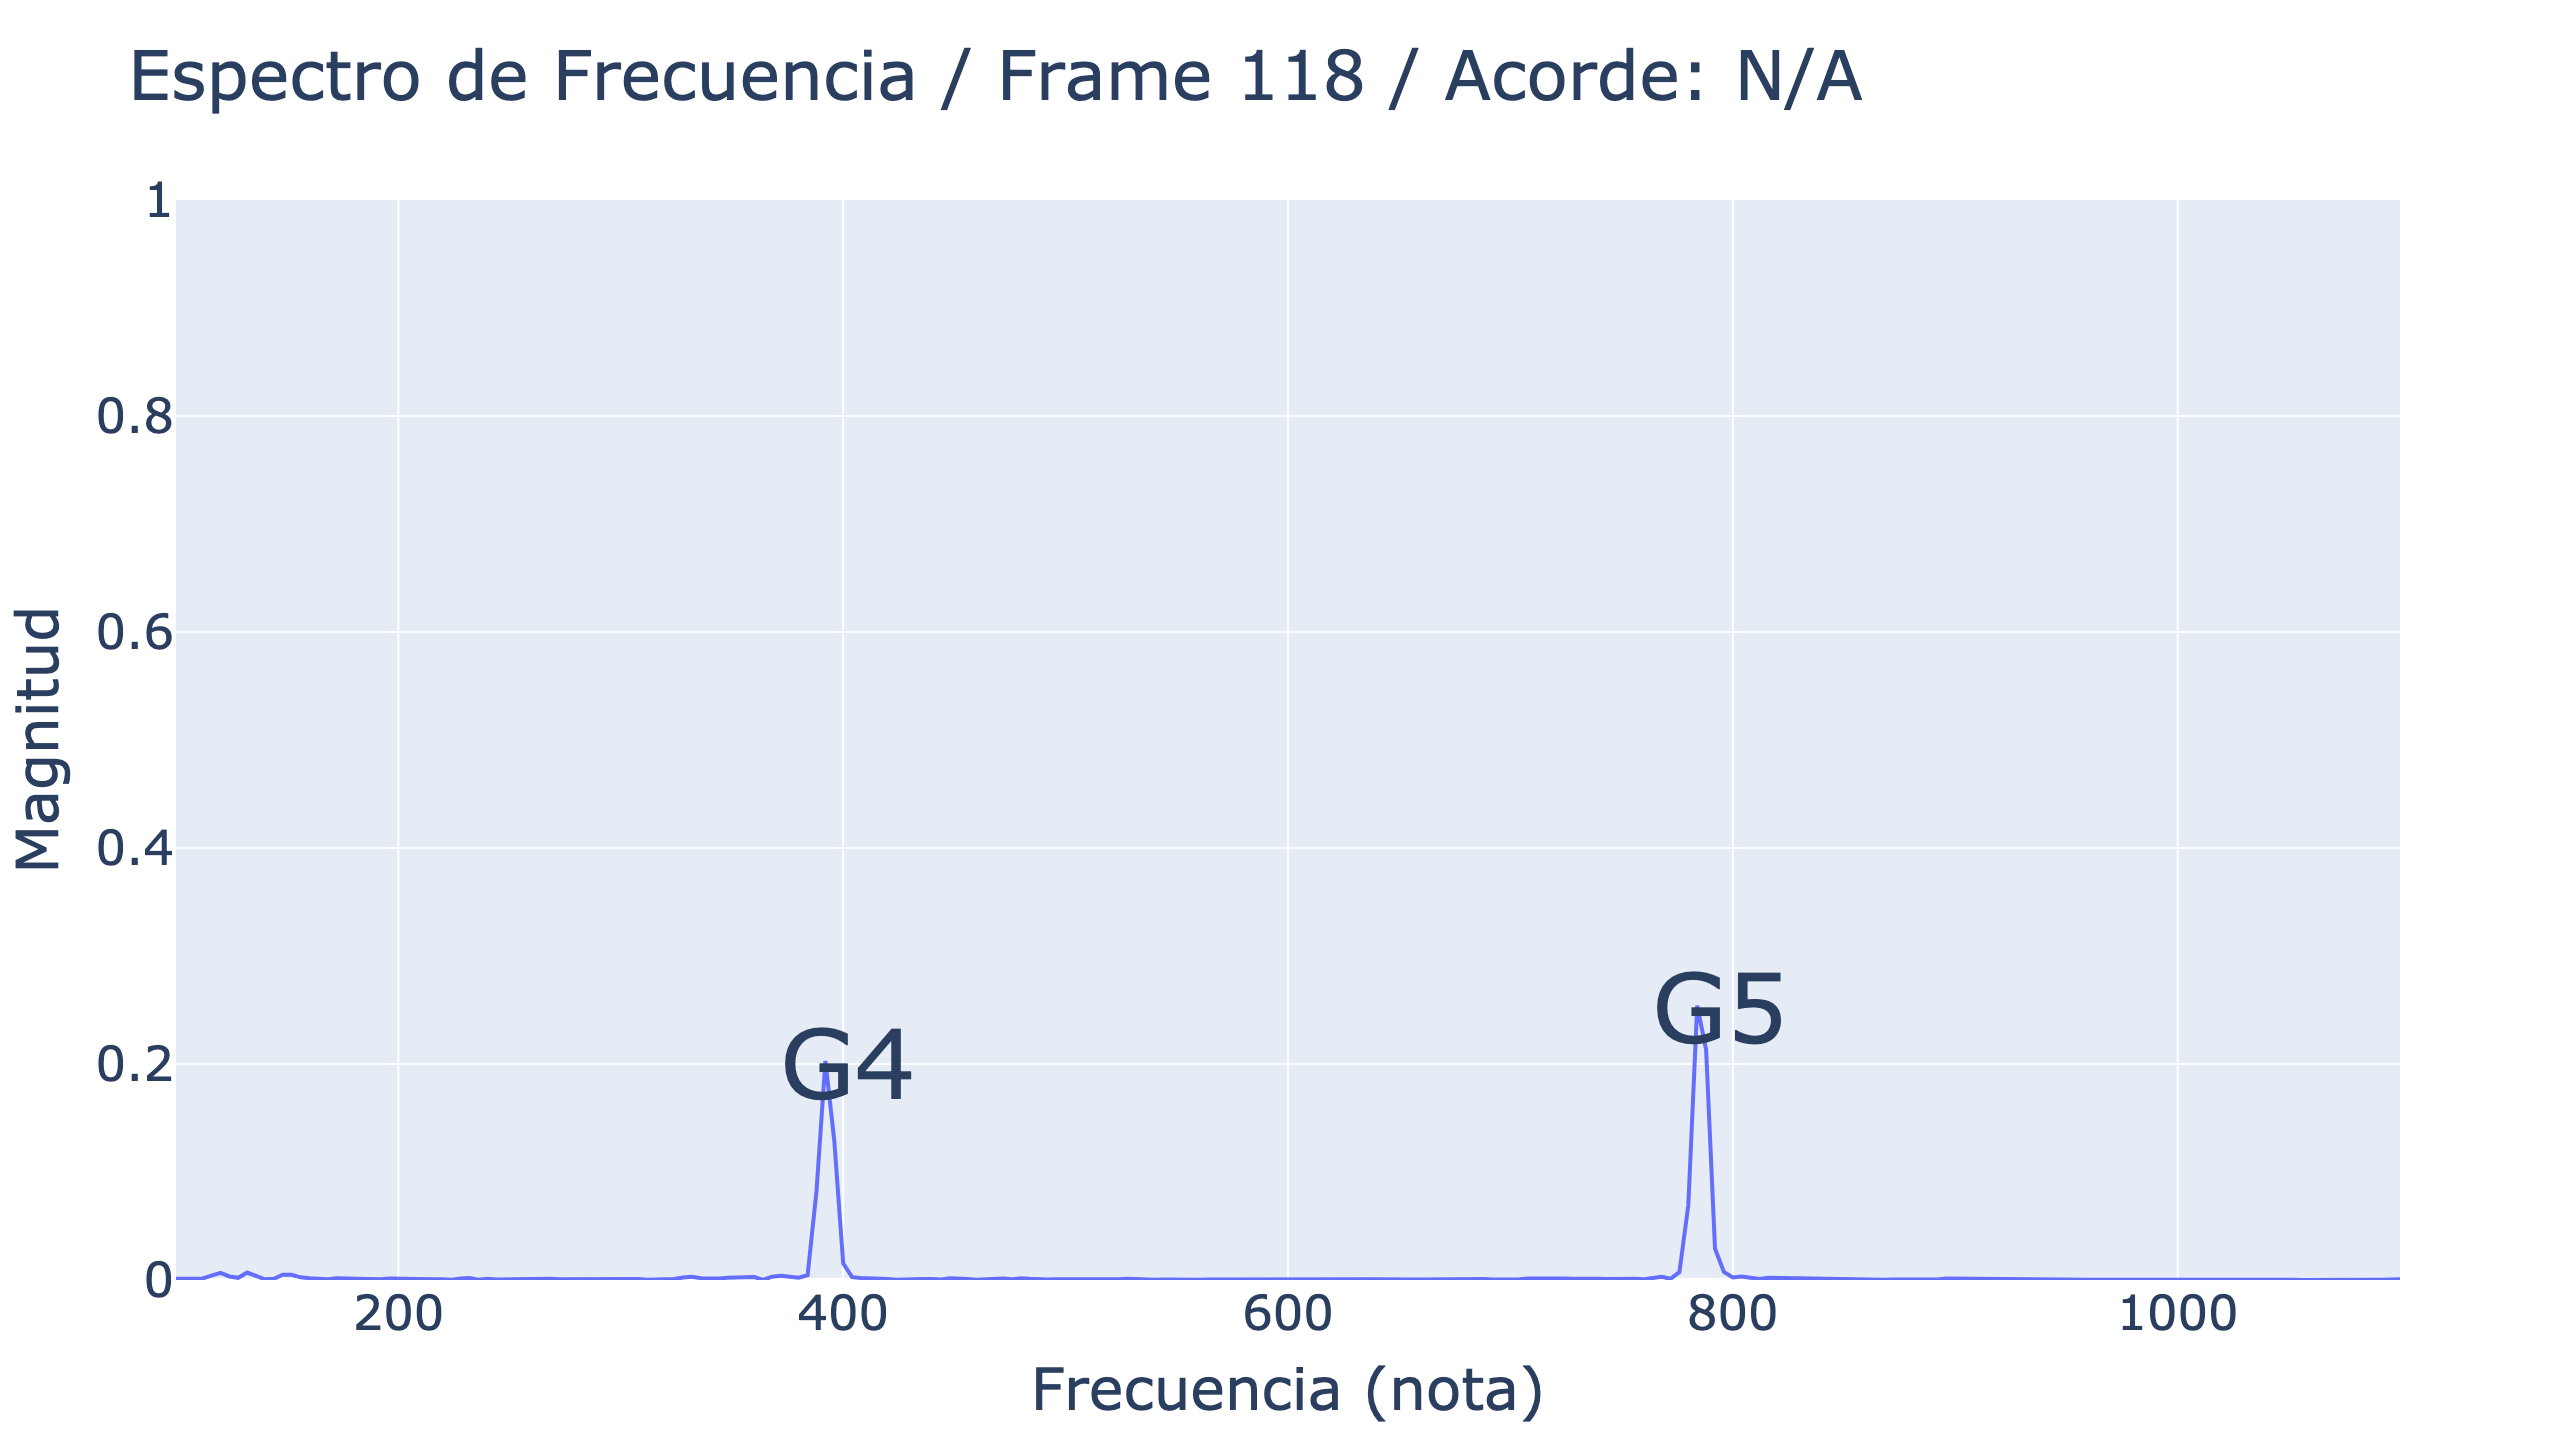 Espectro de Frecuencia / Frame 118 / Acorde: N/A
1
0.8
0.6
0.4
0.2
0
Magnitud
G4
G5
200 400 600 800 1000
Frecuencia (nota)